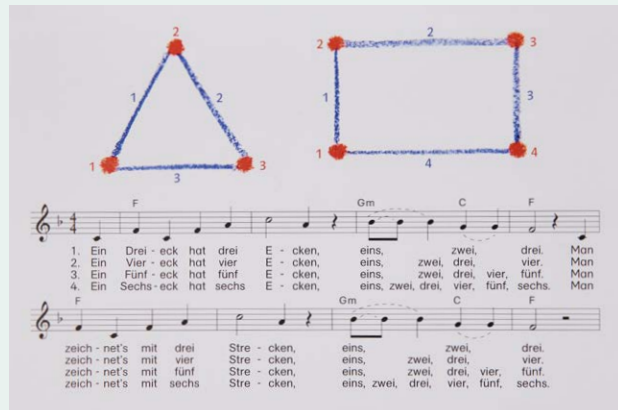 2
1
2
1
3
3
2
2
3
1
3
1
4
4
F
Gm
C
F
4
4
1. Ein Drei - eck hat drei E - cken, eins, zwei, drei. Man
2. Ein Vier - eck hat vier E - cken, eins, zwei, drei, vier. Man
3. Ein Fünf - eck hat fünf E - cken, eins, zwei, drei, vier, fünf. Man
4. Ein Sechs - eck hat sechs E - cken, eins, zwei, drei, vier, fünf, sechs. Man
F
Gm
C
F
zeich - net's mit drei Stre - cken, eins, zwei, drei.
zeich - net's mit vier Stre - cken, eins, zwei, drei, vier.
zeich - net's mit fünf Stre - cken, eins, zwei, drei, vier, fünf.
zeich - net's mit sechs Stre - cken, eins, zwei, drei, vier, fünf, sechs.